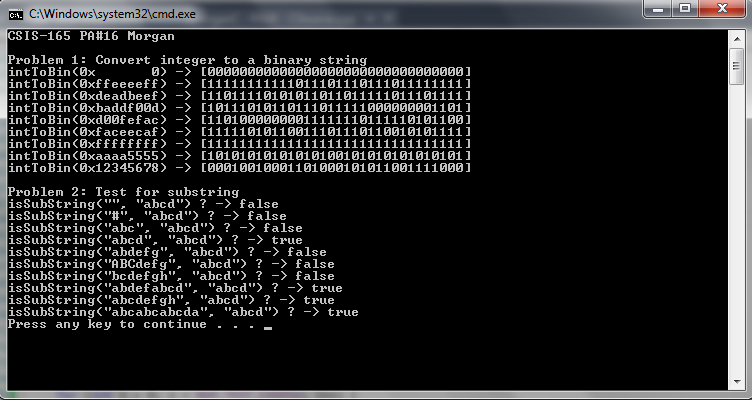 C:\Windows\system32\cmd.exe
CSIS-165 PA#16 Morgan
Problem 1: Convert integer to a binary string
intToBin(0x       0) -> [00000000000000000000000000000000]
intToBin(0xffeeeeff) -> [11111111111011101110111011111111]
intToBin(0xdeadbeef) -> [11011110101011011011111011101111]
intToBin(0xbaddf00d) -> [10111010110111011111000000001101]
intToBin(0xd00fefac) -> [11010000000011111110111110101100]
intToBin(0xfaceecaf) -> [11111010110011101110110010101111]
intToBin(0xffffffff) -> [11111111111111111111111111111111]
intToBin(0xaaaa5555) -> [10101010101010100101010101010101]
intToBin(0x12345678) -> [00010010001101000101011001111000]
Problem 2: Test for substring
isSubString("", "abcd") ? -> false
isSubString("#", "abcd") ? -> false
isSubString("abc", "abcd") ? -> false
isSubString("abcd", "abcd") ? -> true
isSubString("abdefg", "abcd") ? -> false
isSubString("ABCdefg", "abcd") ? -> false
isSubString("bcdefgh", "abcd") ? -> false
isSubString("abdefabcd", "abcd") ? -> true
isSubString("abcdefgh", "abcd") ? -> true
isSubString("abcabcabcda", "abcd") ? -> true
Press any key to continue . . . _